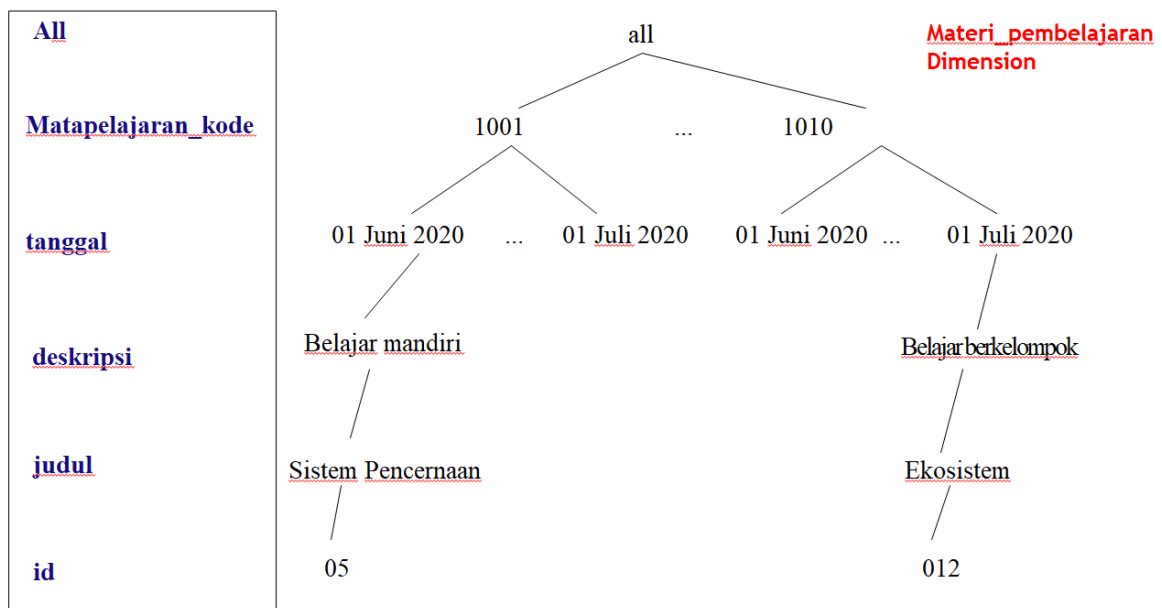 All
all
Materi_pembelajaran
Dimension
Matapelajaran_kode
1001 ... 1010
tanggal
01 Juni 2020 ... 01 Juli 2020 01 Juni 2020 ... 01 Juli 2020
deskripsi
Belajar mandiri
Belajar berkelompok
judul
Sistem Pencernaan
Ekosistem
id
05
012